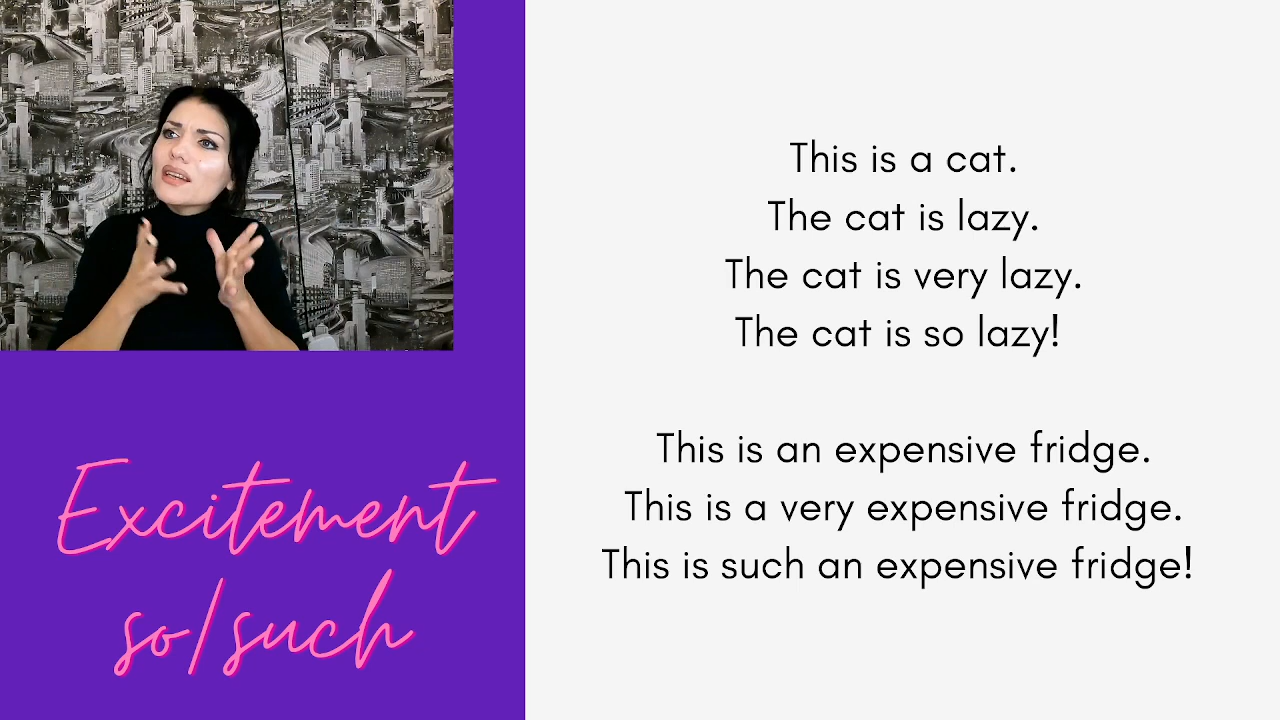 This is a cat.
The cat is lazy.
The cat is very lazy.
The cat is so lazy!
This is an expensive fridge.
This is a very expensive fridge.
This is such an expensive fridge!
Excitement
so/such